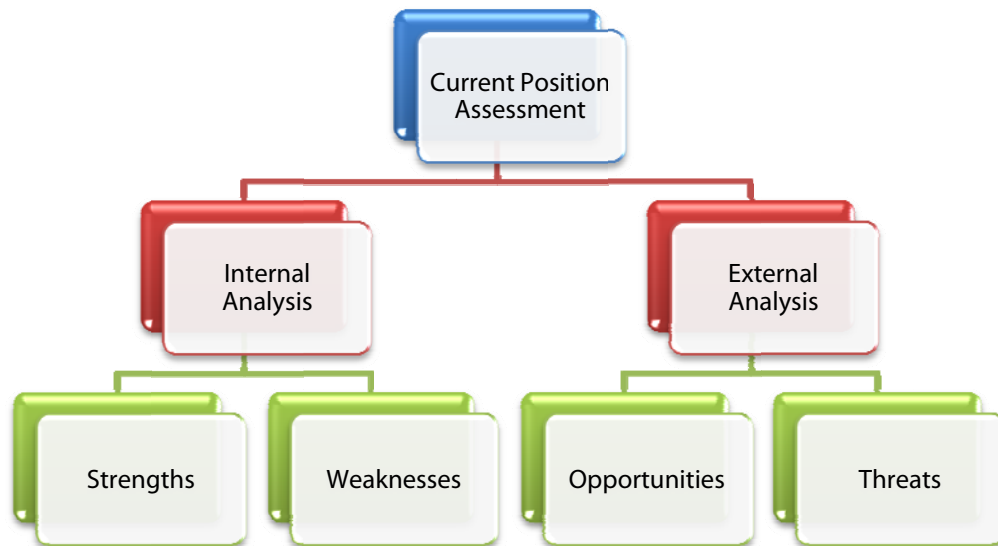 Current Position
Assessment
Internal
Analysis
External
Analysis
Strengths
Weaknesses
Opportunities
Threats